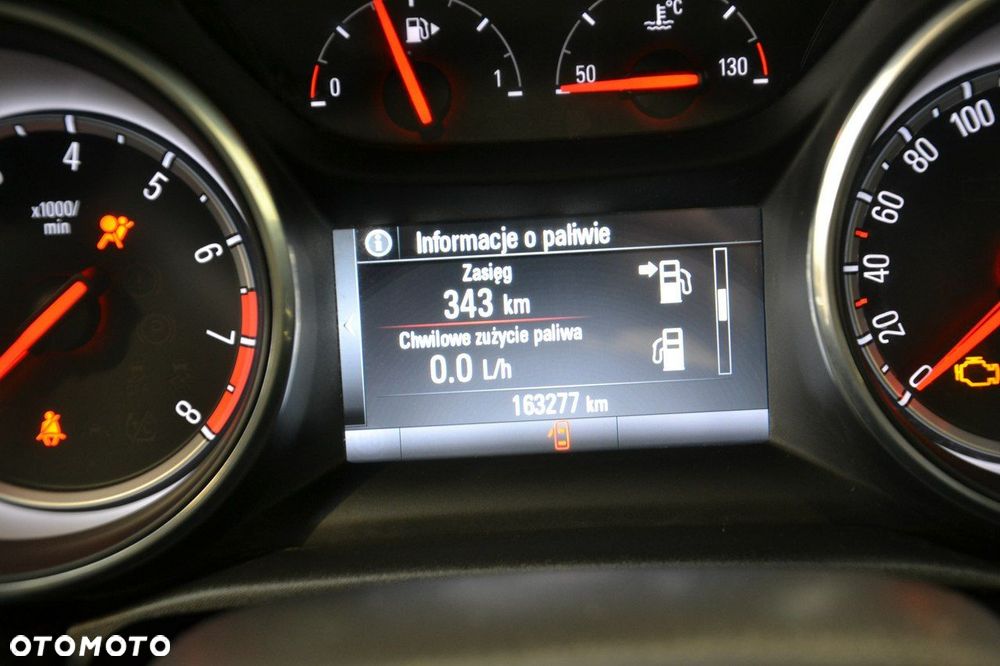 0 1
50 130
°C
4
5
6
7
8
x1000/
min
Informacje o paliwie
Zasięg
343 km
Chwilowe zużycie paliwa
0.0 L/h
163277 km
100
80
60
40
20
0
OTOMOTO